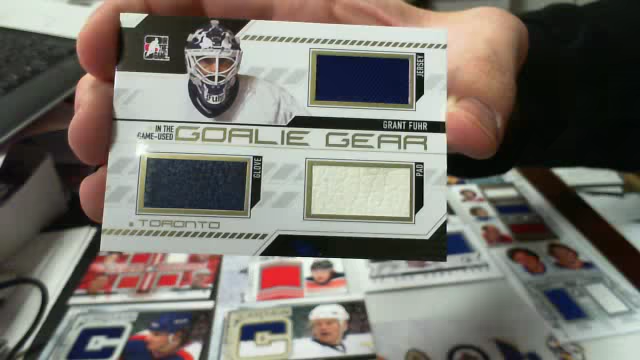 JERSEY
GRANT FUHR
IN THE
GAME-USED
GOALIE GEAR
GLOVE
PAD
TORONTO